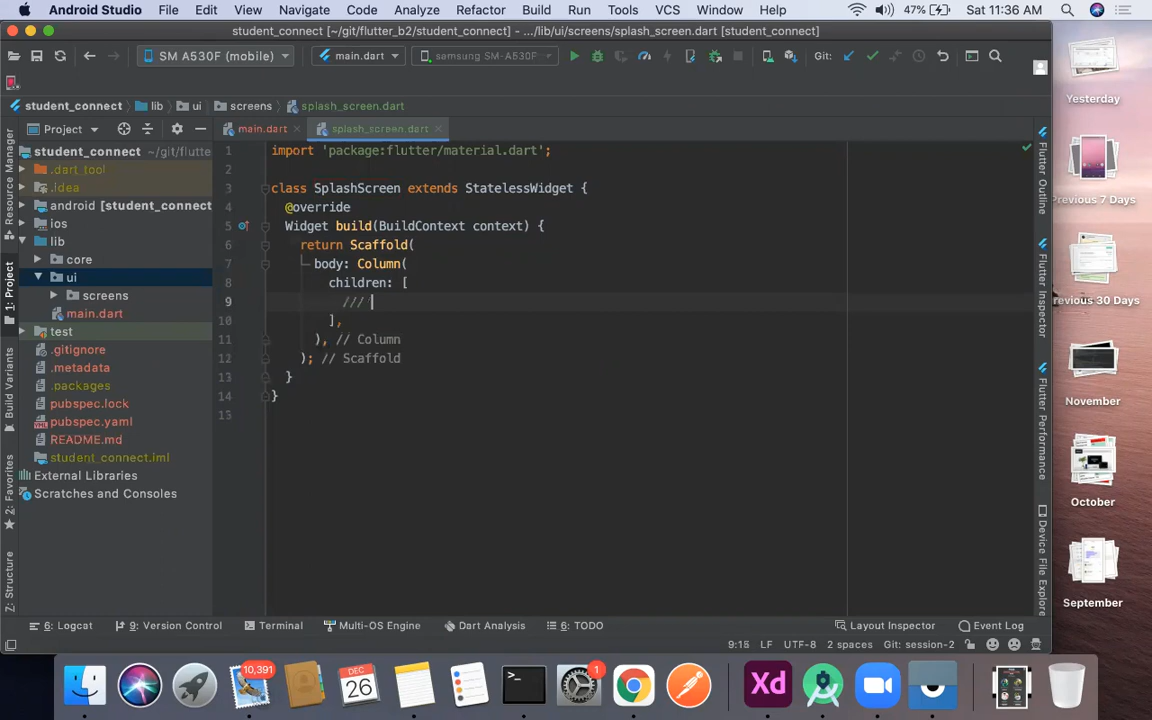 Android Studio File Edit View Navigate Code Analyze Refactor Build Run Tools VCS Window Help 47% Sat 11:36 AM
student_connect [~/git/flutter_b2/student_connect] - .../lib/ui/screens/splash_screen.dart [student_connect]
SM A530F (mobile) main.dart samsung SM-A530F Git:
student_connect lib ui screens splash_screen.dart
Project main.dart splash_screen.dart
student_connect ~/git/flutte
.dart_tool
.idea
android [student_connect
ios
lib
core
ui
screens
main.dart
test
.gitignore
.metadata
.packages
pubspec.lock
pubspec.yaml
README.md
student_connect.iml
External Libraries
Scratches and Consoles
1 import 'package:flutter/material.dart';
2
3 class SplashScreen extends StatelessWidget {
4 @override
5 Widget build(BuildContext context) {
6 return Scaffold(
7 body: Column(
8 children: [
9 /// '
10 ],
11 ), // Column
12 ); // Scaffold
13 }
14 }
15
Resource Manager
1: Project
Build Variants
2: Favorites
Z: Structure
Flutter Outline
Flutter Inspector
Flutter Performance
Device File Explorer
6: Logcat 9: Version Control Terminal Multi-OS Engine Dart Analysis 6: TODO Layout Inspector Event Log
9:15 LF UTF-8 2 spaces Git: session-2
Yesterday
Previous 7 Days
revious 30 Days
November
October
September
10,391
DEC
26
1
Xd